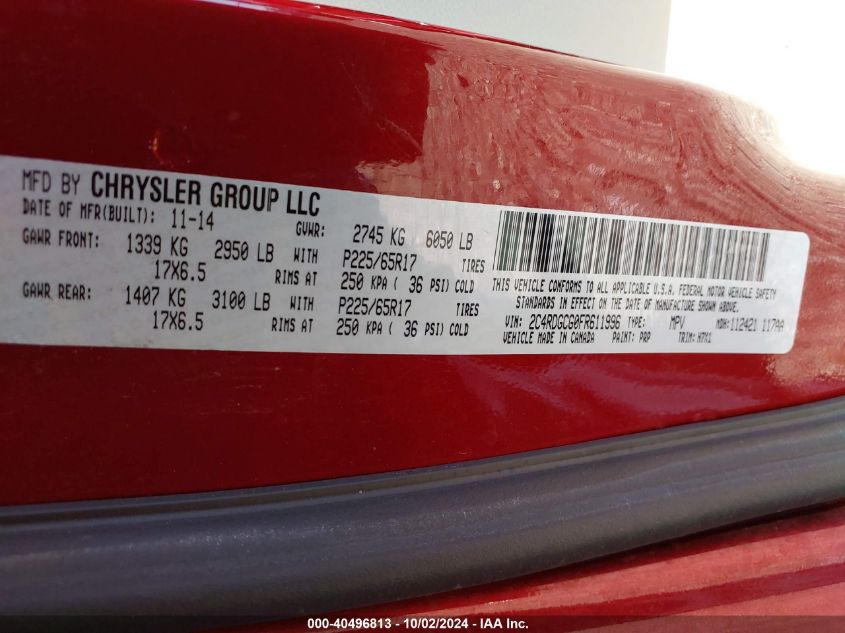 MFD BY CHRYSLER GROUP LLC
DATE OF MFR(BUILT): 11-14 GVWR: 2745 KG 6050 LB
GAWR FRONT: 1339 KG 2950 LB WITH P225/65R17 TIRES
17X6.5 RIMS AT 250 KPA ( 36 PSI) COLD
GAWR REAR: 1407 KG 3100 LB WITH P225/65R17 TIRES
17X6.5 RIMS AT 250 KPA ( 36 PSI) COLD
THIS VEHICLE CONFORMS TO ALL APPLICABLE U.S.A. FEDERAL MOTOR VEHICLE SAFETY
STANDARDS IN EFFECT ON THE DATE OF MANUFACTURE SHOWN ABOVE.
VIN: 2C4RDGCG0FR611996 TYPE: MPV MDH: 112421 117AA
VEHICLE MADE IN CANADA PAINT: PRP TRIM:
000-40496813 - 10/02/2024 - IAA Inc.